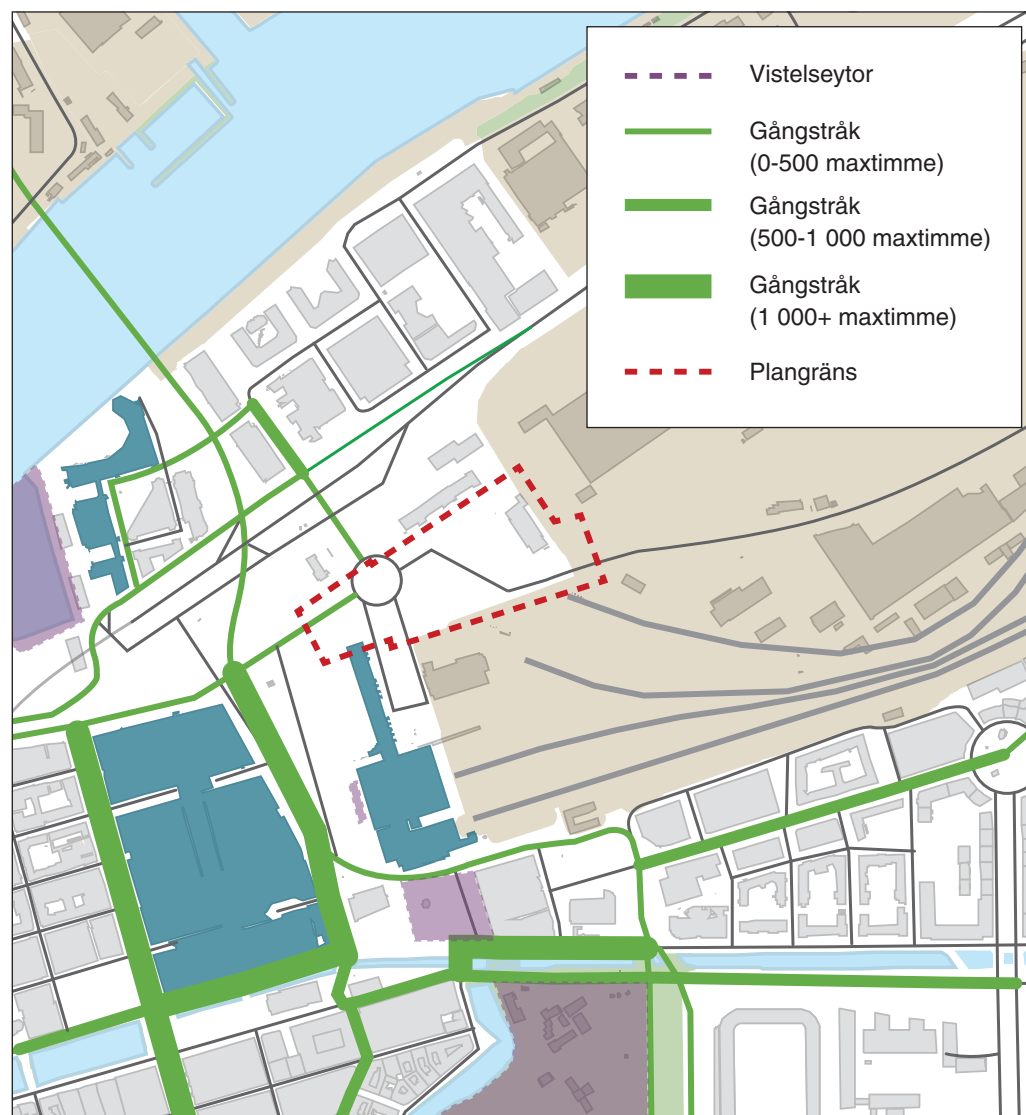 Vistelseytor
Gångstråk
(0-500 maxtimme)
Gångstråk
(500-1 000 maxtimme)
Gångstråk
(1 000+ maxtimme)
Plangräns